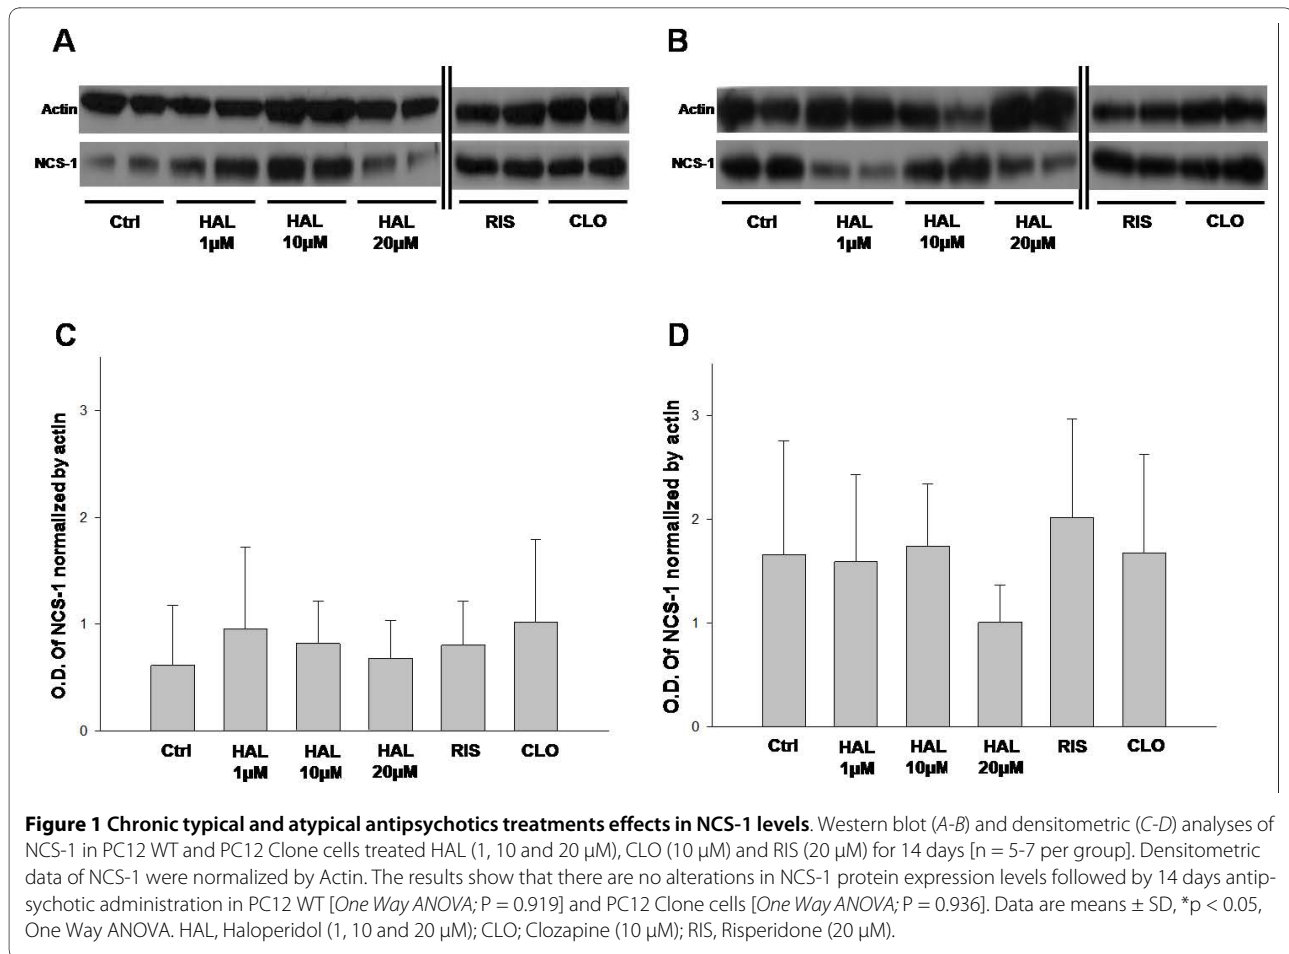 A
B
Actin
NCS-1
Ctrl HAL 1µM HAL 10µM HAL 20µM RIS CLO
Actin
NCS-1
Ctrl HAL 1µM HAL 10µM HAL 20µM RIS CLO
C
O.D. Of NCS-1 normalized by actin
3
2
1
0
Ctrl HAL 1µM HAL 10µM HAL 20µM RIS CLO
D
O.D. Of NCS-1 normalized by actin
3
2
1
0
Ctrl HAL 1µM HAL 10µM HAL 20µM RIS CLO
Figure 1 Chronic typical and atypical antipsychotics treatments effects in NCS-1 levels. Western blot (A-B) and densitometric (C-D) analyses of
NCS-1 in PC12 WT and PC12 Clone cells treated HAL (1, 10 and 20 µM), CLO (10 µM) and RIS (20 µM) for 14 days [n = 5-7 per group]. Densitometric
data of NCS-1 were normalized by Actin. The results show that there are no alterations in NCS-1 protein expression levels followed by 14 days antip-
sychotic administration in PC12 WT [One Way ANOVA; P = 0.919] and PC12 Clone cells [One Way ANOVA; P = 0.936]. Data are means ± SD, *p < 0.05,
One Way ANOVA. HAL, Haloperidol (1, 10 and 20 µM); CLO; Clozapine (10 µM); RIS, Risperidone (20 µM).